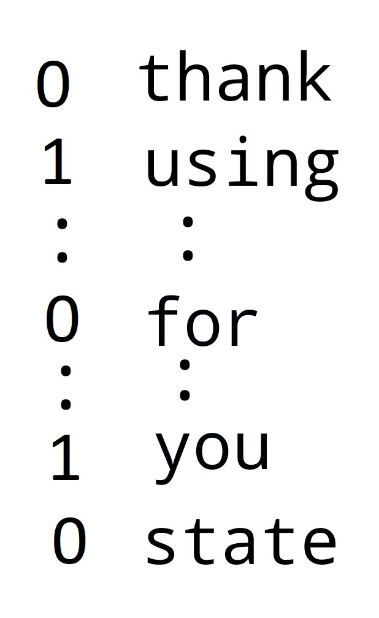 0 thank
1 using
: :
0 for
: :
1 you
0 state